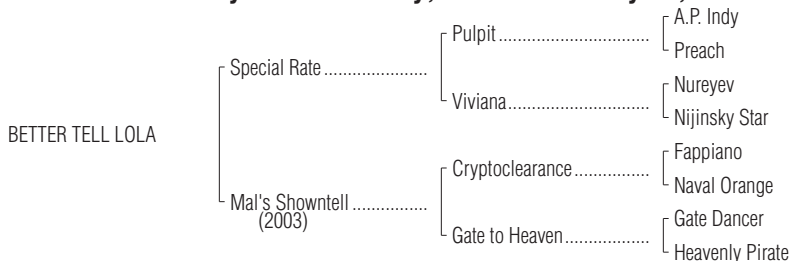 A.P. Indy
Pulpit
Preach
Special Rate
Nureyev
Viviana
Nijinsky Star
BETTER TELL LOLA
Fappiano
Cryptoclearance
Naval Orange
Mal's Showntell
(2003)
Gate Dancer
Gate to Heaven
Heavenly Pirate